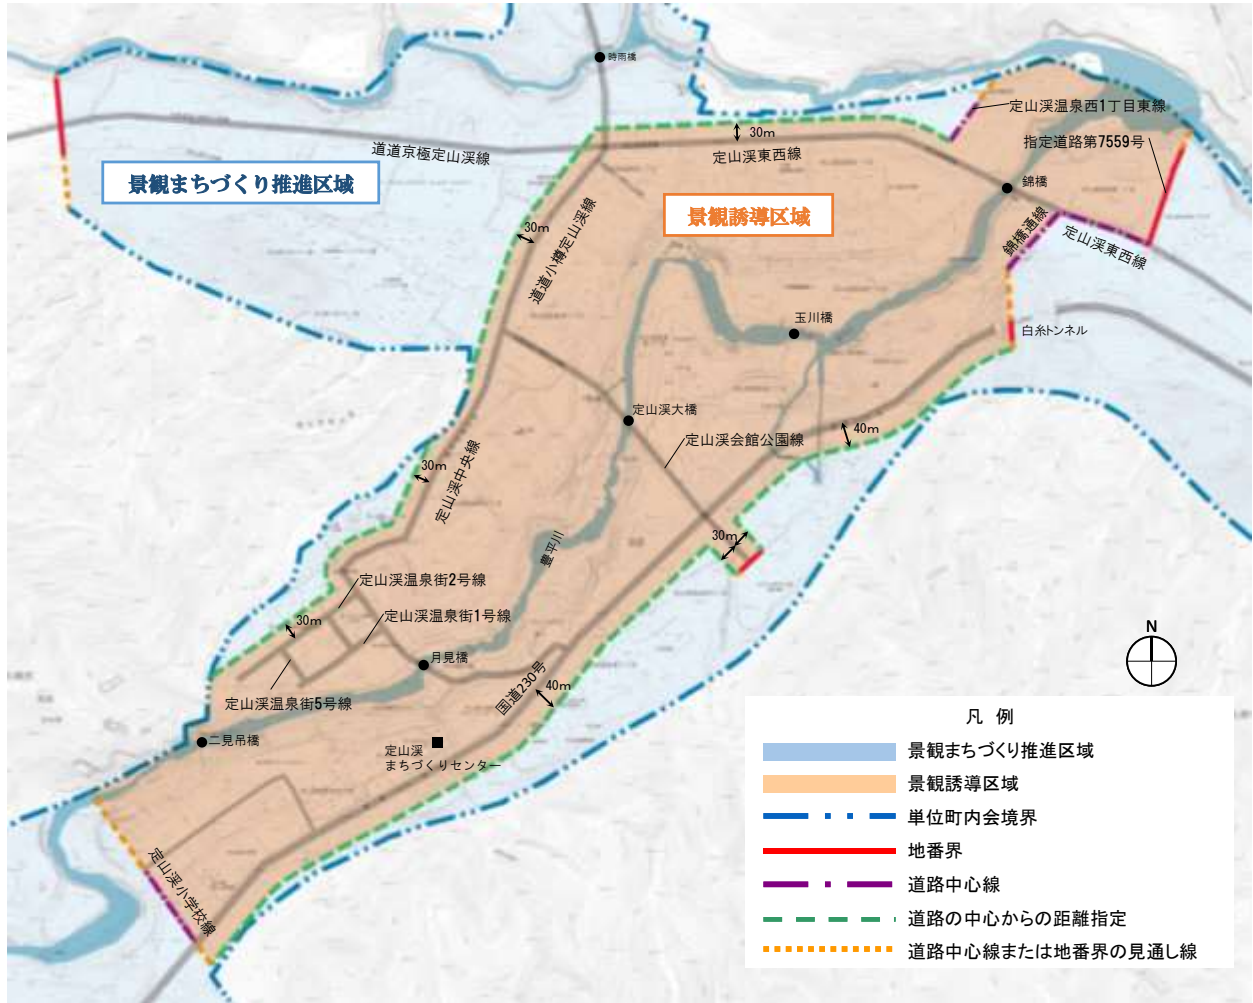 時雨橋
定山渓温泉西1丁目東線
30m
道道京極定山渓線
定山渓東西線
指定道路第7559号
景観まちづくり推進区域
錦橋
景観誘導区域
30m
道道小樽定山渓線
錦橋通線
定山渓東西線
玉川橋
白糸トンネル
定山渓大橋
40m
定山渓会館公園線
30m
定山渓中央線
30m
豊平川
定山渓温泉街2号線
定山渓温泉街1号線
30m
N
月見橋
国道230号
40m
定山渓温泉街5号線
二見吊橋
定山渓
まちづくりセンター
定山渓小学校線
凡 例
景観まちづくり推進区域
景観誘導区域
単位町内会境界
地番界
道路中心線
道路の中心からの距離指定
道路中心線または地番界の見通し線